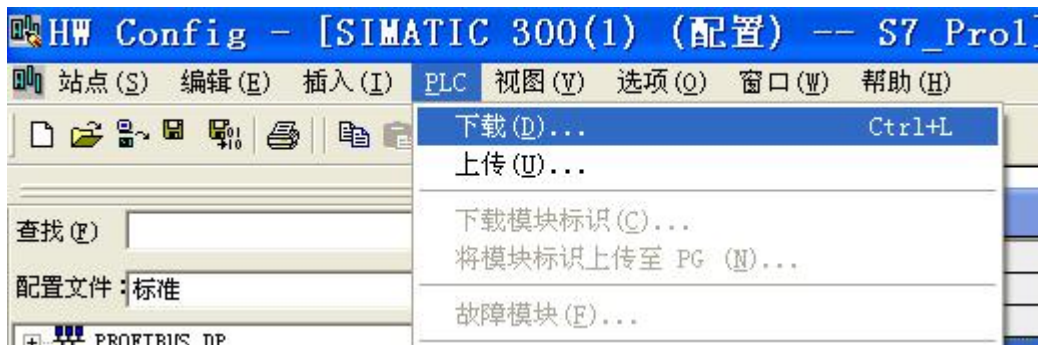 HW Config - [SIMATIC 300(1) (配置) -- S7_Pro1]
站点(S) 编辑(E) 插入(I) PLC 视图(V) 选项(O) 窗口(W) 帮助(H)
下载(D)... Ctrl+L
上传(U)...
下载模块标识(C)...
查找(F)
将模块标识上传至 PG (N)...
配置文件:标准
故障模块(F)...
PROFIBUS DP